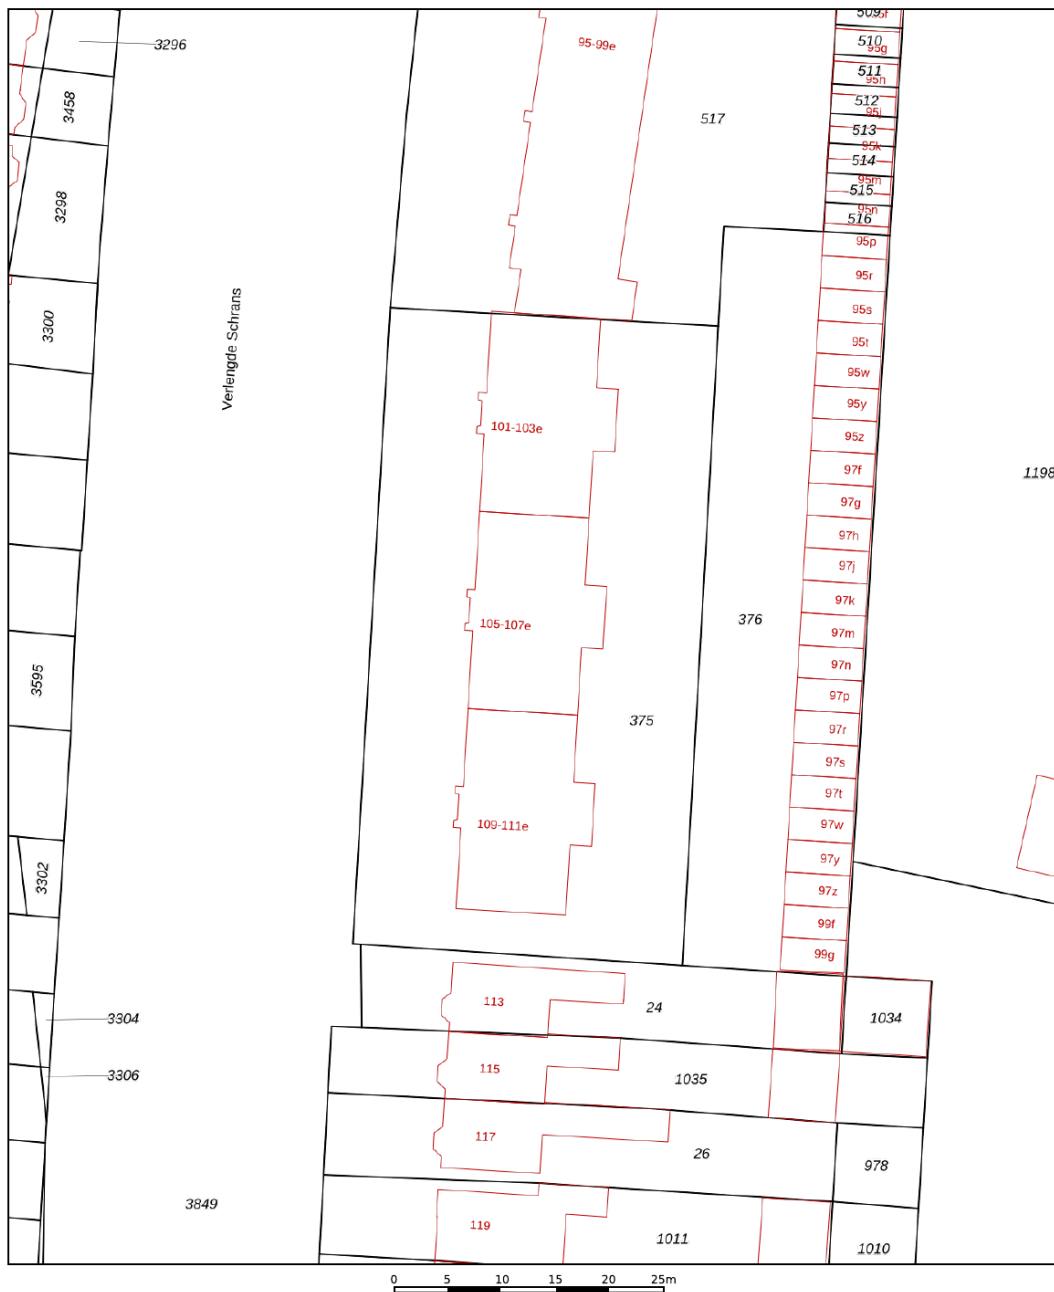 509
95f
3296
95-99e
510
95g
511
95h
3458
512
95j
517
513
95k
514
95m
515
3298
95n
516
95p
95r
95s
3300
95t
Verlengde Schrans
95w
95y
101-103e
95z
97f
1198
97g
97h
97j
97k
376
105-107e
97m
97n
3595
97p
375
97r
97s
97t
109-111e
97w
97y
3302
97z
99f
99g
113
24
3304
1034
115
3306
1035
117
26
978
3849
119
1011
1010
0 5 10 15 20 25m